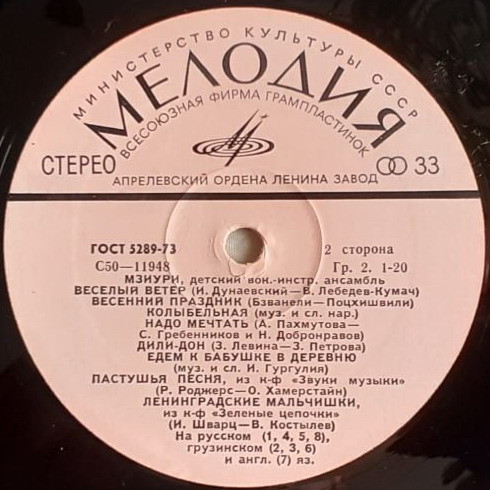 МИНИСТЕРСТВО КУЛЬТУРЫ СССР
МЕЛОДИЯ
ВСЕСОЮЗНАЯ ФИРМА ГРАМПЛАСТИНОК
СТЕРЕО
33
АПРЕЛЕВСКИЙ ОРДЕНА ЛЕНИНА ЗАВОД
ГОСТ 5289-73 2 сторона
С50—11948 Гр. 2. 1-20
МЗИУРИ, детский вок.-инстр. ансамбль
ВЕСЕЛЫЙ ВЕТЕР (И. Дунаевский—В. Лебедев-Кумач)
ВЕСЕННИЙ ПРАЗДНИК (Бзванели—Поцхишвили)
КОЛЫБЕЛЬНАЯ (муз. и сл. нар.)
НАДО МЕЧТАТЬ (А. Пахмутова—
С. Гребенников и Н. Добронравов)
ДИЛИ-ДОН (З. Левина—З. Петрова)
ЕДЕМ К БАБУШКЕ В ДЕРЕВНЮ
(муз. и сл. И. Гургулия)
ПАСТУШЬЯ ПЕСНЯ, из к-ф «Звуки музыки»
(Р. Роджерс—О. Хамерстайн)
ЛЕНИНГРАДСКИЕ МАЛЬЧИШКИ,
из к-ф «Зеленые цепочки»
(И. Шварц—В. Костылев)
На русском (1, 4, 5, 8),
грузинском (2, 3, 6)
и англ. (7) яз.